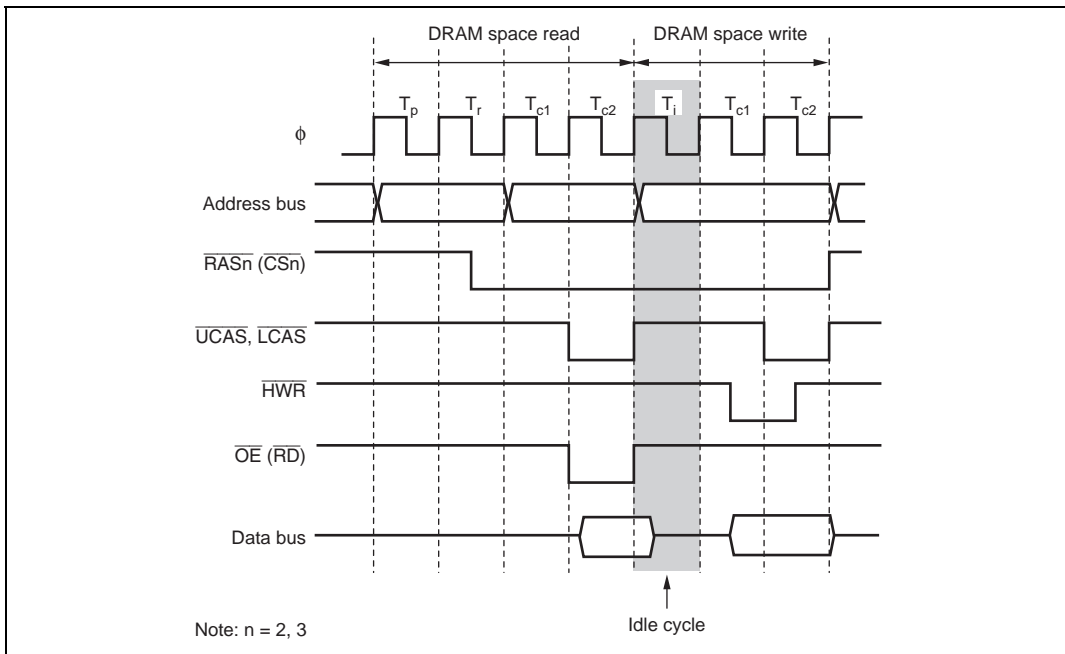 DRAM space read DRAM space write
Tp Tr Tc1 Tc2 Ti Tc1 Tc2
φ
Address bus
RASn (CSn)
UCAS, LCAS
HWR
OE (RD)
Data bus
Note: n = 2, 3
Idle cycle